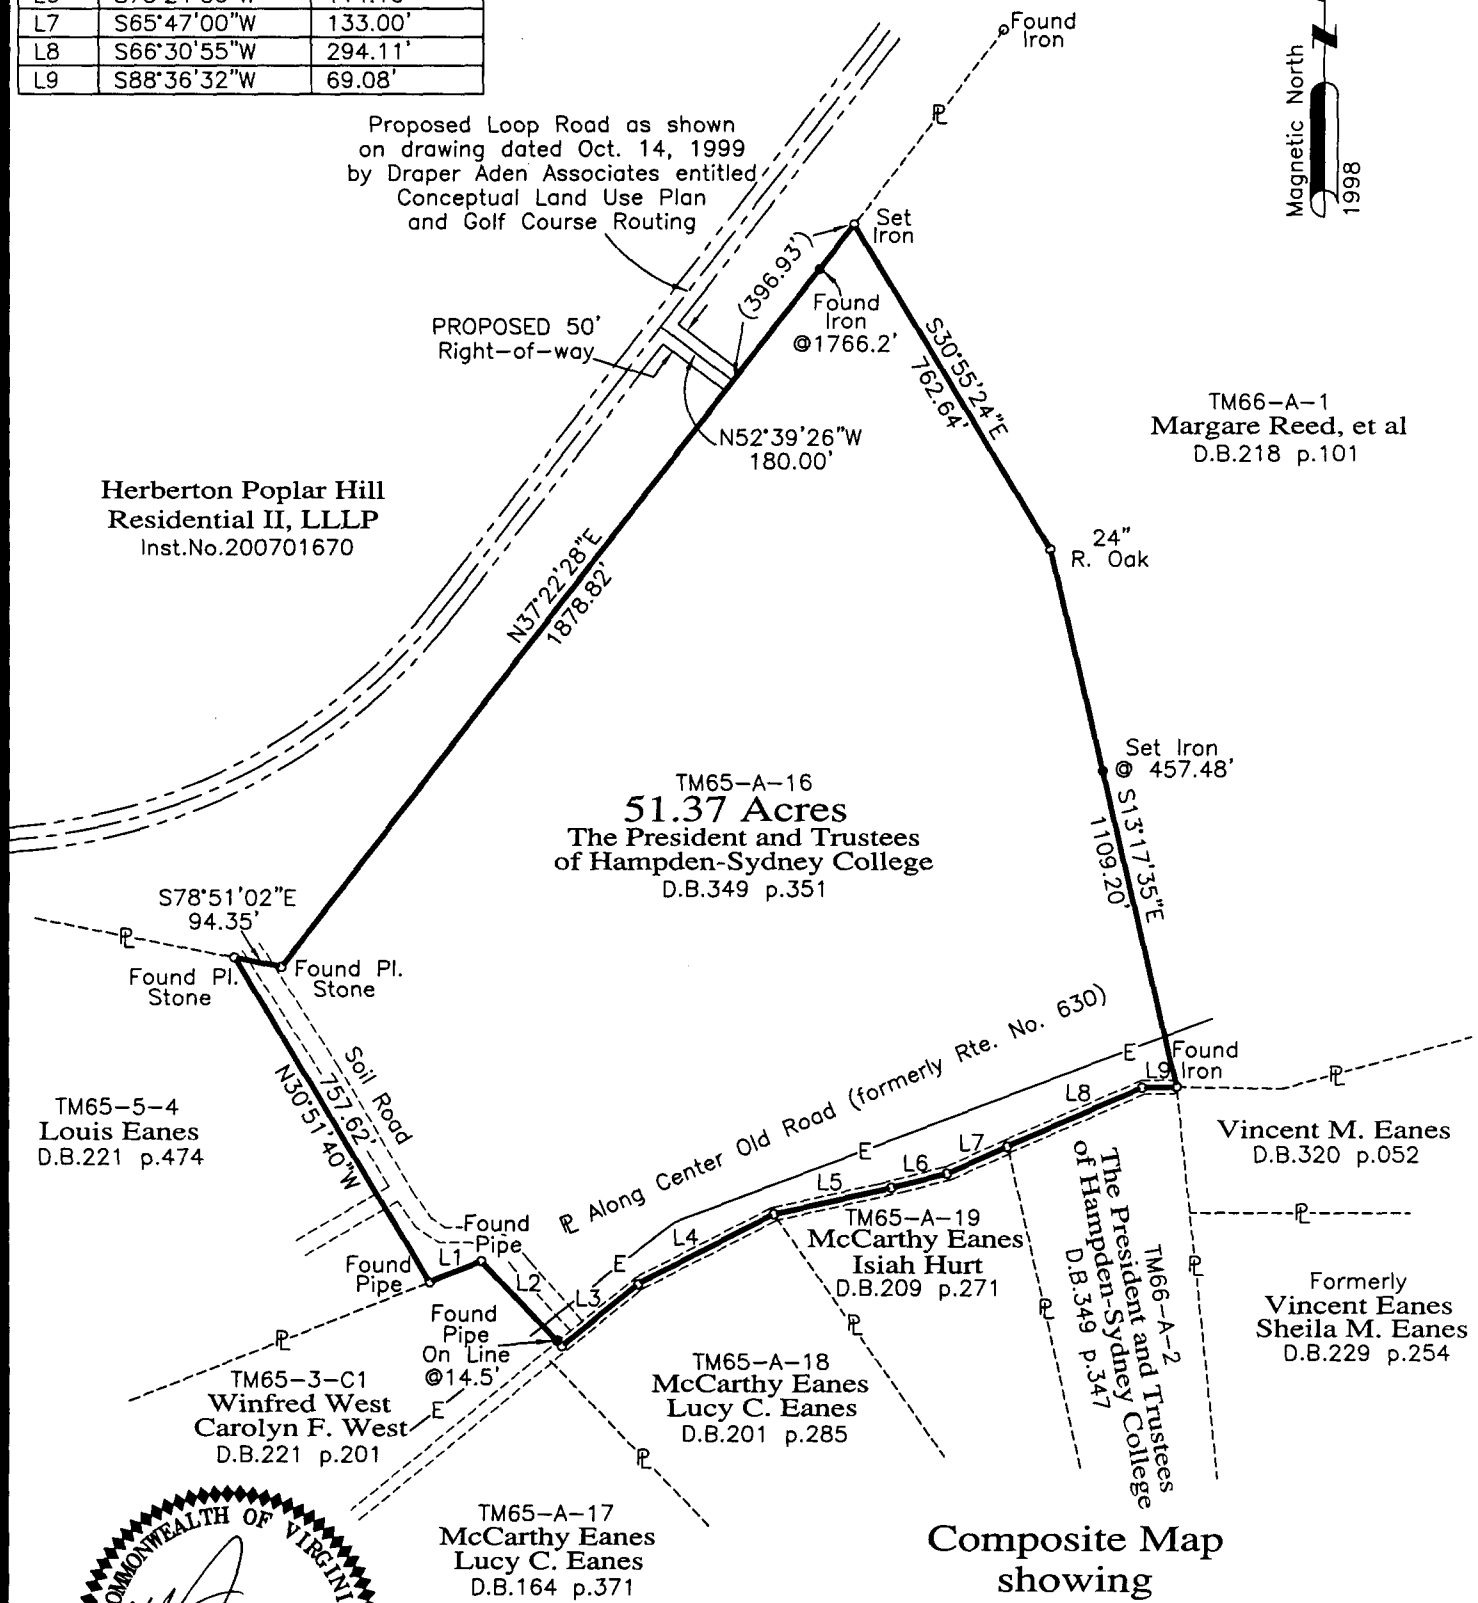 L7 S65°47'00"W 133.00'
L8 S66°30'55"W 294.11'
L9 S88°36'32"W 69.08'
Found
Iron
Magnetic North
1998
Proposed Loop Road as shown
on drawing dated Oct. 14, 1999
by Draper Aden Associates entitled
Conceptual Land Use Plan
and Golf Course Routing
PL
Set
Iron
(396.93')
Found
Iron
@1766.2'
PROPOSED 50'
Right-of-way
N52°39'26"W
180.00'
S30°55'24"E
762.64'
TM66-A-1
Margare Reed, et al
D.B.218 p.101
24"
R. Oak
Herberton Poplar Hill
Residential II, LLLP
Inst.No.200701670
N37°22'28"E
1878.82'
Set Iron
@ 457.48'
S13°17'35"E
1109.20'
TM65-A-16
51.37 Acres
The President and Trustees
of Hampden-Sydney College
D.B.349 p.351
S78°51'02"E
94.35'
PL
Found Pl.
Stone
Found Pl.
Stone
Soil Road
757.62'
N30°51'40"W
TM65-5-4
Louis Eanes
D.B.221 p.474
PL Along Center Old Road (formerly Rte. No. 630)
E
Found
Iron
L9
L8
L7
L6
L5
E
L4
E
L3
L2
L1
Found
Pipe
Found
Pipe
Found
Pipe
On Line
@14.5'
PL
Vincent M. Eanes
D.B.320 p.052
PL
PL
Formerly
Vincent Eanes
Sheila M. Eanes
D.B.229 p.254
TM66-A-2
The President and Trustees
of Hampden-Sydney College
D.B.349 p.347
PL
TM65-A-19
McCarthy Eanes
Isiah Hurt
D.B.209 p.271
PL
TM65-A-18
McCarthy Eanes
Lucy C. Eanes
D.B.201 p.285
PL
PL
TM65-3-C1
Winfred West
Carolyn F. West
D.B.221 p.201
E
TM65-A-17
McCarthy Eanes
Lucy C. Eanes
D.B.164 p.371
COMMONWEALTH OF VIRGINI
Composite Map
showing